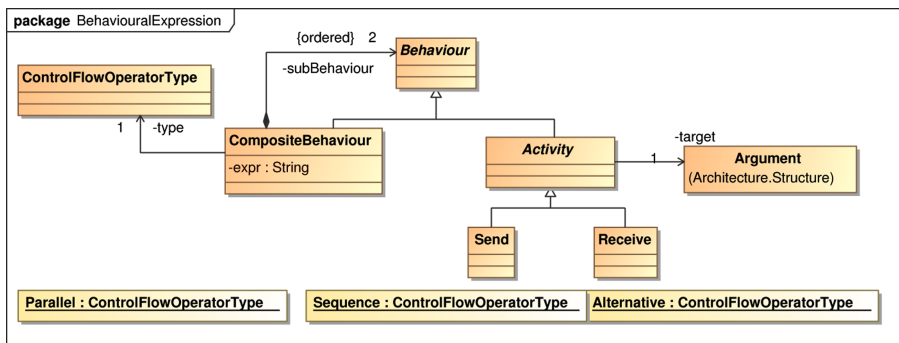 package BehaviouralExpression
{ordered} 2
Behaviour
-subBehaviour
ControlFlowOperatorType
1 -type
CompositeBehaviour
-expr : String
Activity
-target
1
Argument
(Architecture.Structure)
Send
Receive
Parallel : ControlFlowOperatorType
Sequence : ControlFlowOperatorType
Alternative : ControlFlowOperatorType